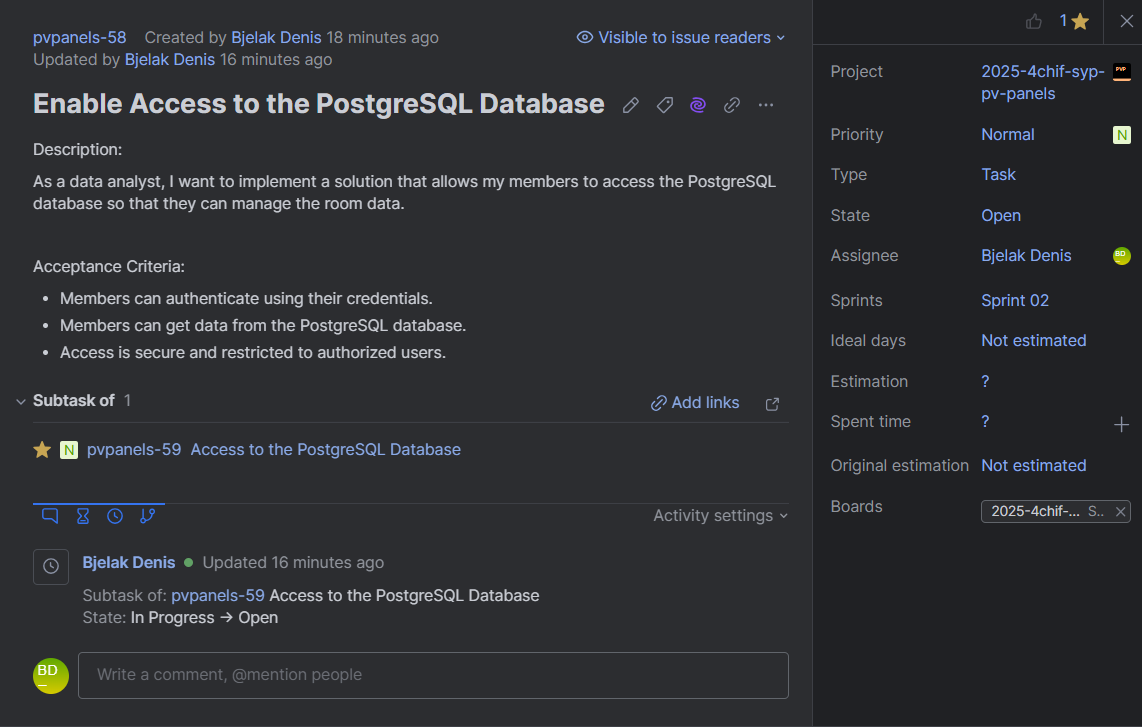 pvpanels-58 Created by Bjelak Denis 18 minutes ago
Visible to issue readers
Updated by Bjelak Denis 16 minutes ago
Enable Access to the PostgreSQL Database
Description:
As a data analyst, I want to implement a solution that allows my members to access the PostgreSQL
database so that they can manage the room data.
Acceptance Criteria:
Members can authenticate using their credentials.
Members can get data from the PostgreSQL database.
Access is secure and restricted to authorized users.
Subtask of 1
Add links
N pvpanels-59 Access to the PostgreSQL Database
Activity settings
Bjelak Denis Updated 16 minutes ago
Subtask of: pvpanels-59 Access to the PostgreSQL Database
State: In Progress → Open
BD
Write a comment, @mention people
1
Project 2025-4chif-syp-
pv-panels
PVP
Priority Normal N
Type Task
State Open
Assignee Bjelak Denis BD
Sprints Sprint 02
Ideal days Not estimated
Estimation ?
Spent time ?
Original estimation Not estimated
Boards 2025-4chif-... S..